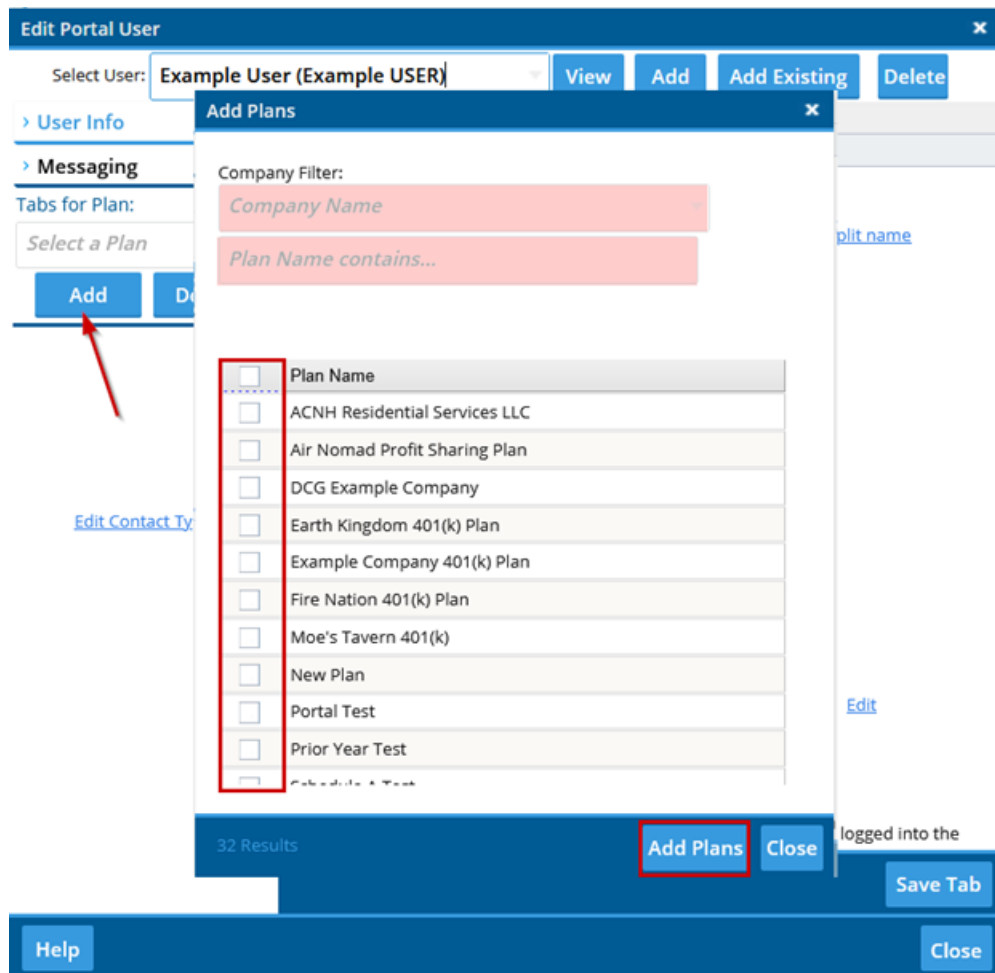 Edit Portal User
Select User: Example User (Example USER) View Add Add Existing Delete
Add Plans
User Info
Messaging
Company Filter:
Tabs for Plan:
Company Name
Select a Plan
split name
Plan Name contains...
Add
Plan Name
ACNH Residential Services LLC
Air Nomad Profit Sharing Plan
DCG Example Company
Earth Kingdom 401(k) Plan
Edit Contact Ty
Example Company 401(k) Plan
Fire Nation 401(k) Plan
Moe's Tavern 401(k)
New Plan
Portal Test
Edit
Prior Year Test
Schedule A Test
32 Results
Add Plans Close
logged into the
Save Tab
Help Close